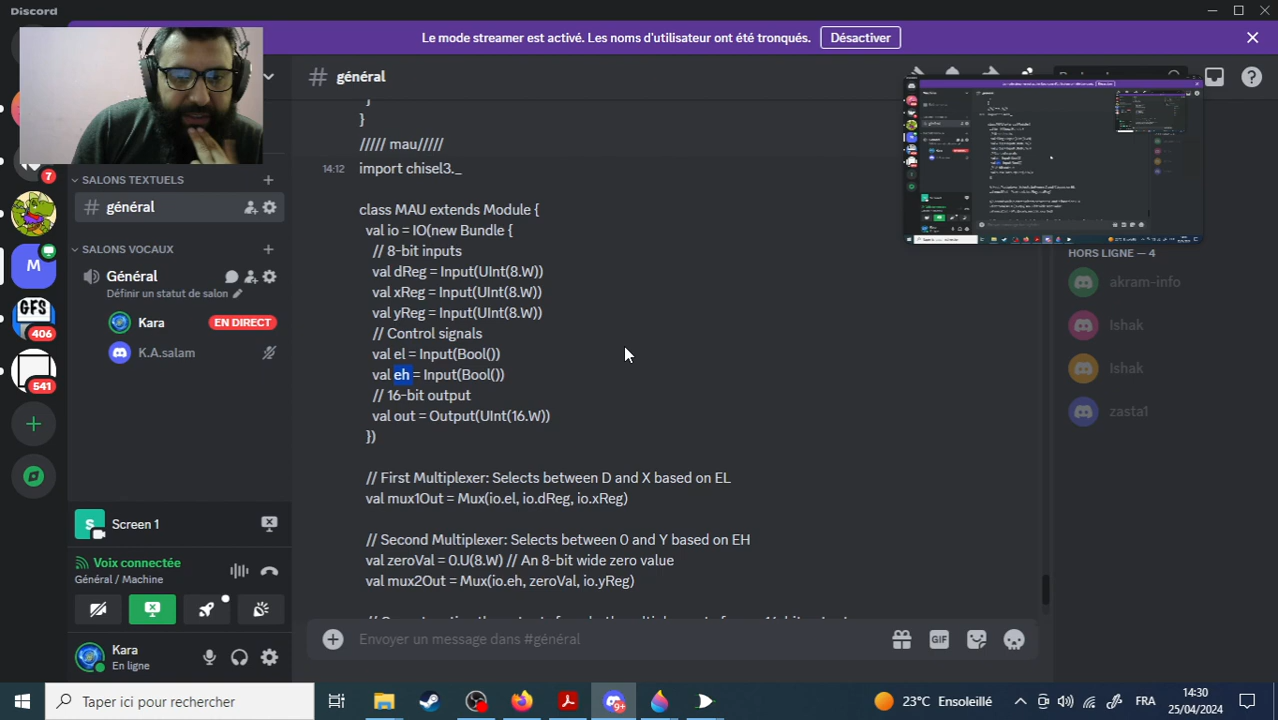 Discord
Le mode streamer est activé. Les noms d'utilisateur ont été tronqués.
Désactiver
# général
7
SALONS TEXTUELS
# général
SALONS VOCAUX
M
Général
Définir un statut de salon
Kara
EN DIRECT
K.A.salam
GFS
406
541
}
}
///// mau/////
14:12
import chisel3._
class MAU extends Module {
val io = IO(new Bundle {
// 8-bit inputs
val dReg = Input(UInt(8.W))
val xReg = Input(UInt(8.W))
val yReg = Input(UInt(8.W))
// Control signals
val el = Input(Bool())
val eh = Input(Bool())
// 16-bit output
val out = Output(UInt(16.W))
})
// First Multiplexer: Selects between D and X based on EL
val mux1Out = Mux(io.el, io.dReg, io.xReg)
// Second Multiplexer: Selects between 0 and Y based on EH
val zeroVal = 0.U(8.W) // An 8-bit wide zero value
val mux2Out = Mux(io.eh, zeroVal, io.yReg)
HORS LIGNE — 4
akram-info
Ishak
Ishak
zasta1
S
Screen 1
Voix connectée
Général / Machine
Kara
En ligne
Envoyer un message dans #général
GIF
Taper ici pour rechercher
9+
23°C Ensoleillé
FRA
14:30
25/04/2024